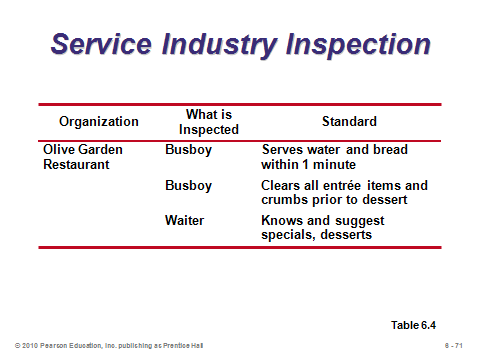 Service Industry Inspection
Organization What is Inspected Standard
Olive Garden Restaurant Busboy Serves water and bread within 1 minute
Busboy Clears all entrée items and crumbs prior to dessert
Waiter Knows and suggest specials, desserts
Table 6.4
© 2010 Pearson Education, Inc. publishing as Prentice Hall 6 - 71